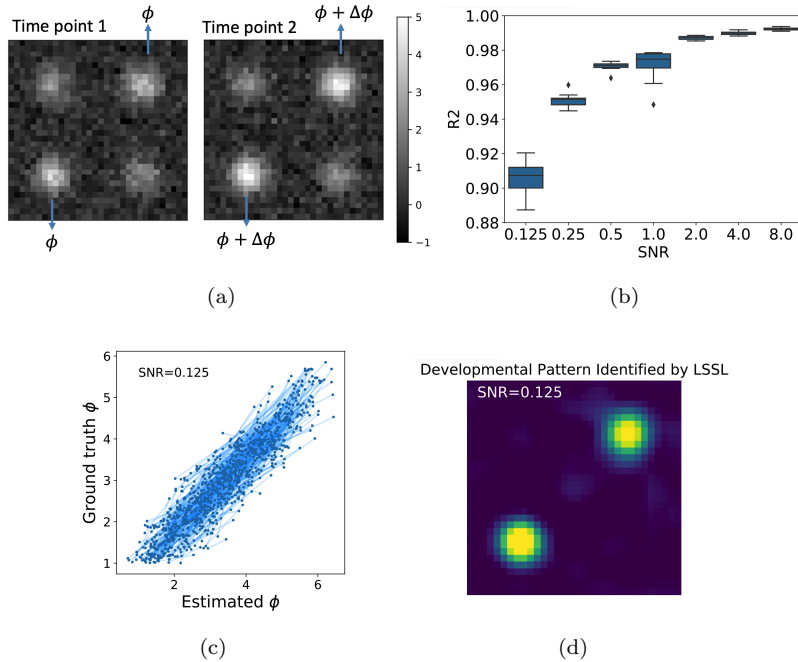 Time point 1
ϕ
Time point 2
ϕ + Δϕ
ϕ
ϕ + Δϕ
5
4
3
2
1
0
−1
(a)
1.00
0.98
0.96
0.94
0.92
0.90
0.88
R2
0.125 0.25 0.5 1.0 2.0 4.0 8.0
SNR
(b)
SNR=0.125
6
5
4
3
2
1
Ground truth ϕ
2 4 6
Estimated ϕ
(c)
Developmental Pattern Identified by LSSL
SNR=0.125
(d)